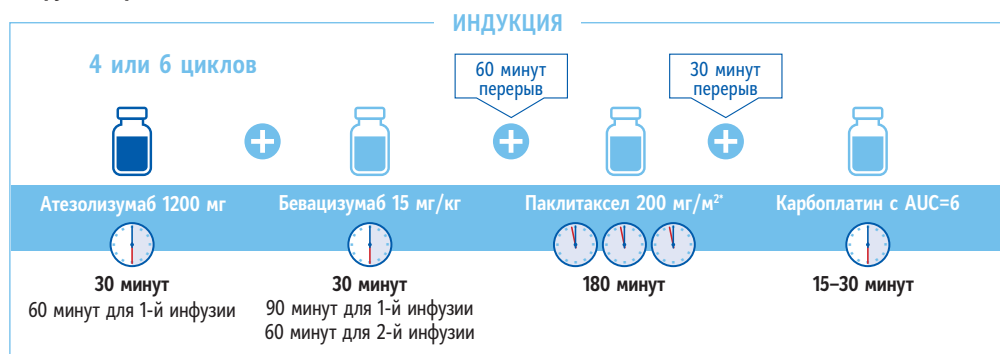 ИНДУКЦИЯ
4 или 6 циклов
60 минут
перерыв
30 минут
перерыв
Атезолизумаб 1200 мг
Бевацизумаб 15 мг/кг
Паклитаксел 200 мг/м²*
Карбоплатин с AUC=6
30 минут
60 минут для 1-й инфузии
30 минут
90 минут для 1-й инфузии
60 минут для 2-й инфузии
180 минут
15–30 минут